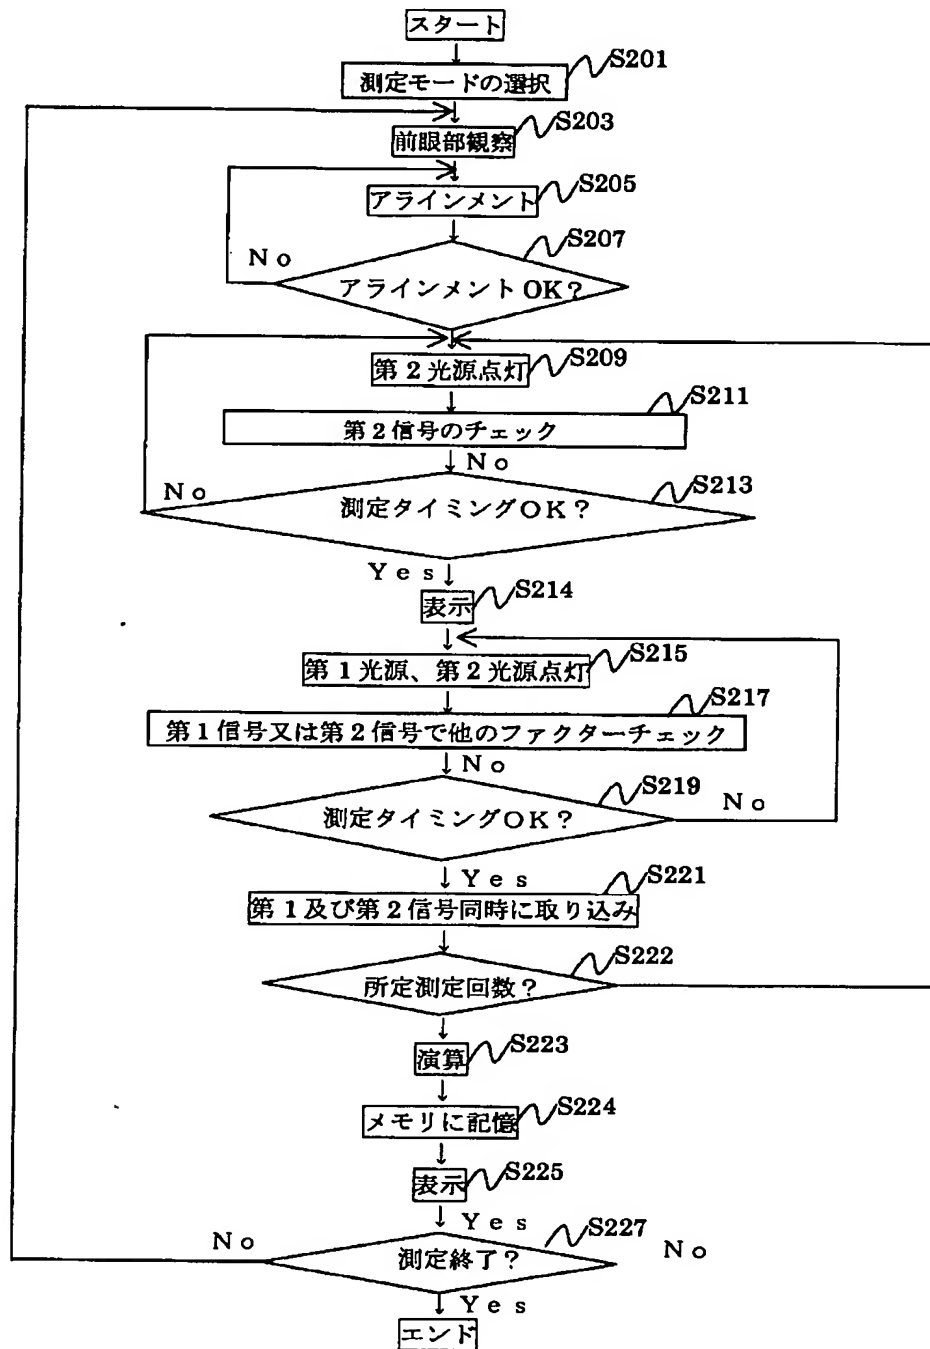 スタート
S201
測定モードの選択
S203
前眼部観察
S205
アラインメント
S207
No
アラインメントOK?
S209
第2光源点灯
S211
第2信号のチェック
No
No
S213
測定タイミングOK?
Yes
S214
表示
S215
第1光源、第2光源点灯
S217
第1信号又は第2信号で他のファクターチェック
No
S219
No
測定タイミングOK?
Yes
S221
第1及び第2信号同時に取り込み
S222
所定測定回数?
S223
演算
S224
メモリに記憶
S225
表示
Yes
S227
No
No
測定終了?
Yes
エンド